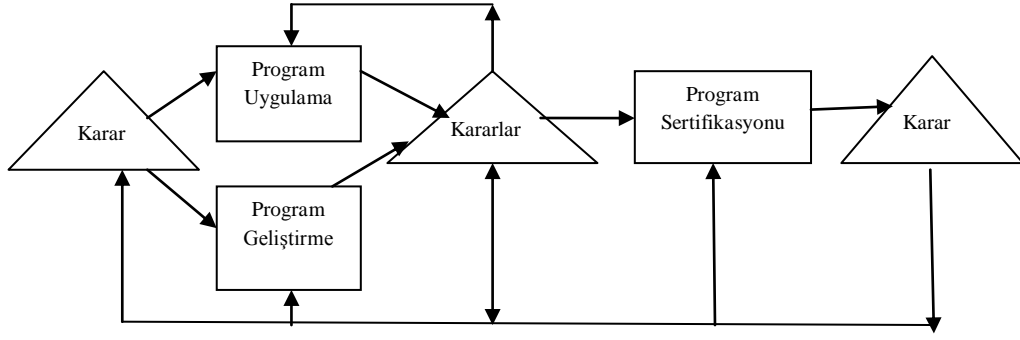 Karar
Program
Uygulama
Program
Geliştirme
Kararlar
Program
Sertifikasyonu
Karar